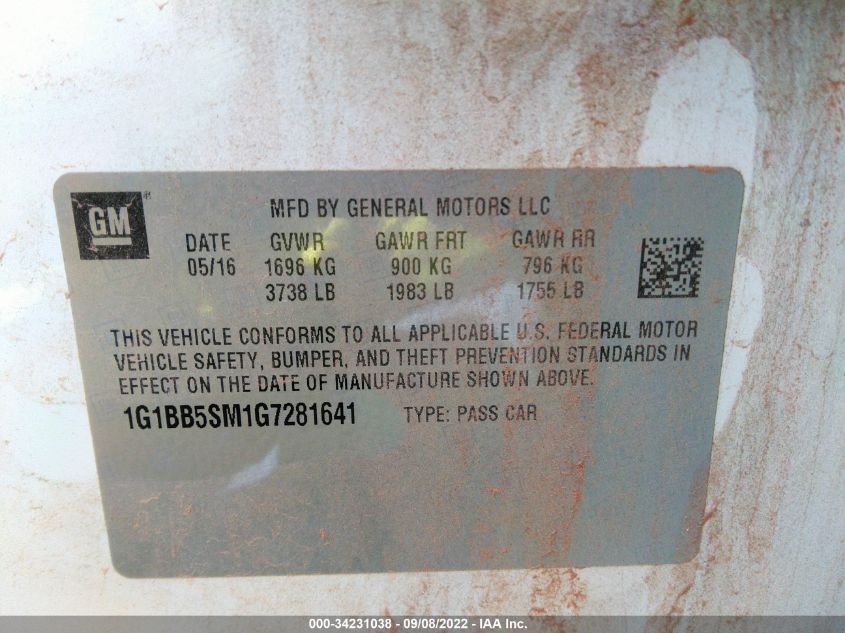 GM®
MFD BY GENERAL MOTORS LLC
DATE GVWR GAWR FRT GAWR RR
05/16 1696 KG 900 KG 796 KG
3738 LB 1983 LB 1755 LB
THIS VEHICLE CONFORMS TO ALL APPLICABLE U.S. FEDERAL MOTOR
VEHICLE SAFETY, BUMPER, AND THEFT PREVENTION STANDARDS IN
EFFECT ON THE DATE OF MANUFACTURE SHOWN ABOVE.
1G1BB5SM1G7281641 TYPE: PASS CAR
000-34231038 - 09/08/2022 - IAA Inc.